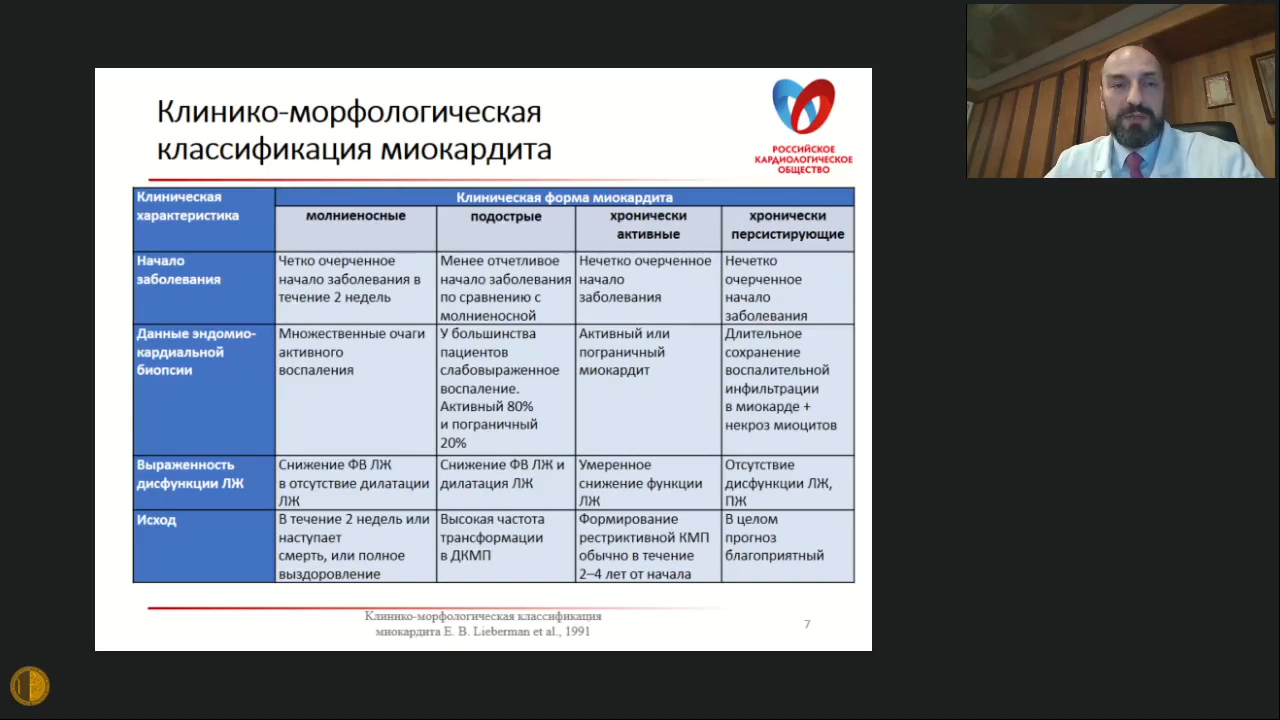 Клинико-морфологическая
классификация миокардита
РОССИЙСКОЕ
КАРДИОЛОГИЧЕСКОЕ
ОБЩЕСТВО
Клиническая
характеристика
Клиническая форма миокардита
молниеносные
подострые
хронически
активные
хронически
персистирующие
Начало
заболевания
Четко очерченное
начало заболевания в
течение 2 недель
Менее отчетливое
начало заболевания
по сравнению с
молниеносной
Нечетко очерченное
начало
заболевания
Нечетко
очерченное
начало
заболевания
Данные эндомио-
кардиальной
биопсии
Множественные очаги
активного
воспаления
У большинства
пациентов
слабовыраженное
воспаление.
Активный 80%
и пограничный
20%
Активный или
пограничный
миокардит
Длительное
сохранение
воспалительной
инфильтрации
в миокарде +
некроз миоцитов
Выраженность
дисфункции ЛЖ
Снижение ФВ ЛЖ
в отсутствие дилатации
ЛЖ
Снижение ФВ ЛЖ и
дилатация ЛЖ
Умеренное
снижение функции
ЛЖ
Отсутствие
дисфункции ЛЖ,
ПЖ
Исход
В течение 2 недель или
наступает
смерть, или полное
выздоровление
Высокая частота
трансформации
в ДКМП
Формирование
рестриктивной КМП
обычно в течение
2–4 лет от начала
В целом
прогноз
благоприятный
Клинико-морфологическая классификация
миокардита E. B. Lieberman et al., 1991
7